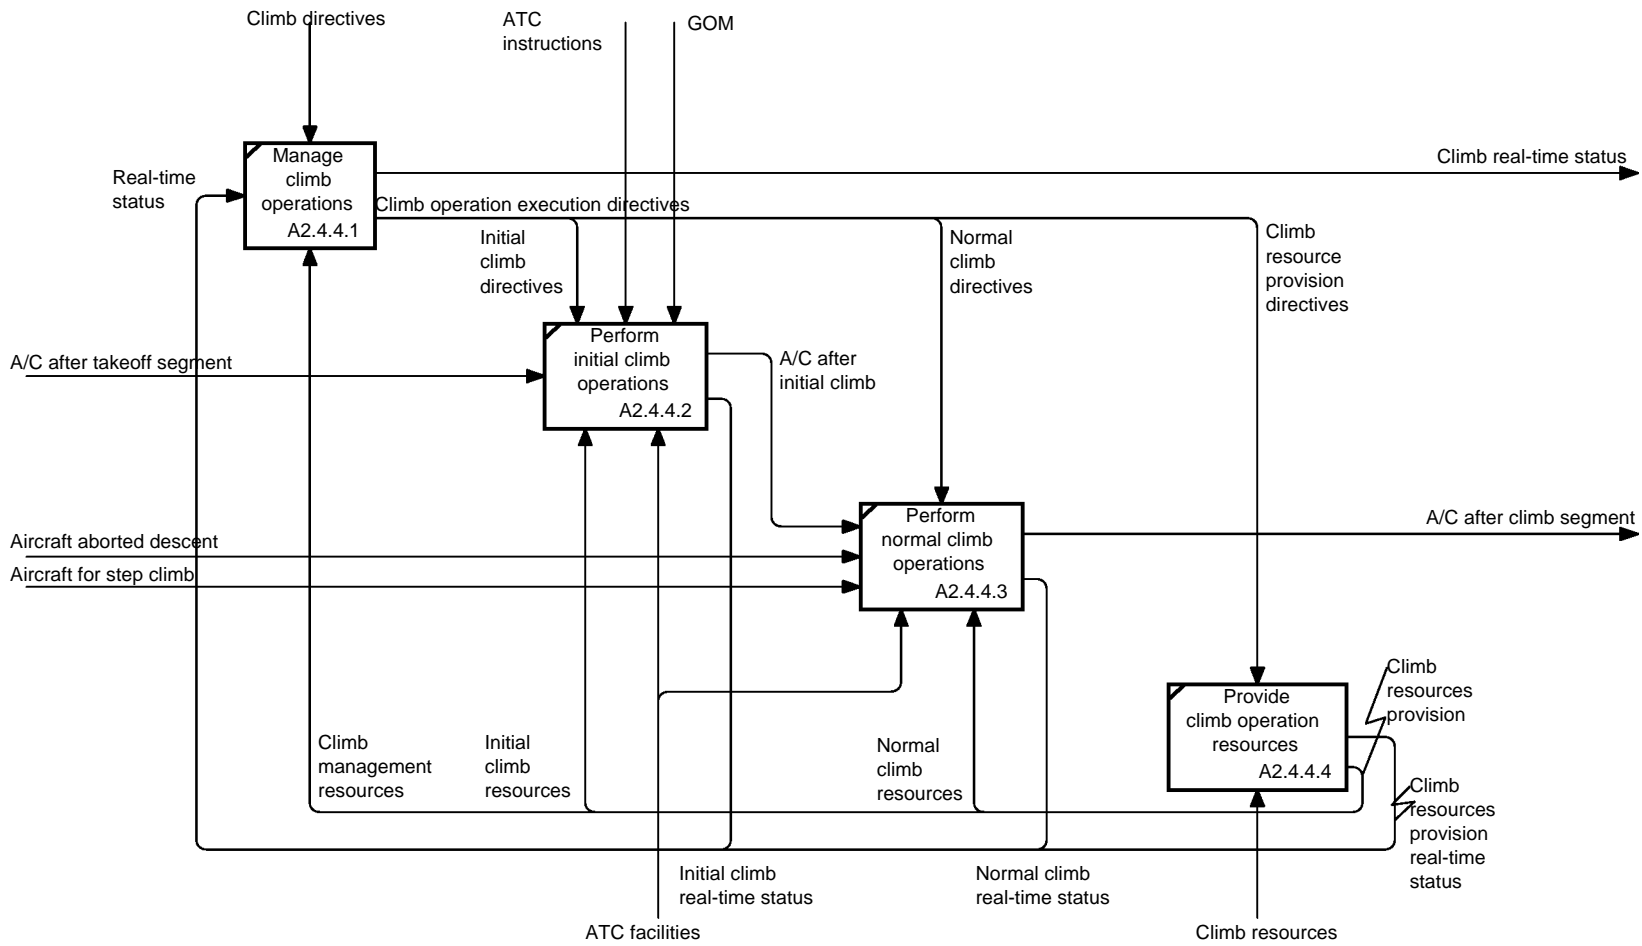 Climb directives
ATC
instructions
GOM
Manage
climb
operations
A2.4.4.1
Real-time
status
Climb real-time status
Climb operation execution directives
Initial
climb
directives
Normal
climb
directives
Climb
resource
provision
directives
A/C after takeoff segment
Perform
initial climb
operations
A2.4.4.2
A/C after
initial climb
Aircraft aborted descent
Aircraft for step climb
Perform
normal climb
operations
A2.4.4.3
A/C after climb segment
Climb
resources
provision
Provide
climb operation
resources
A2.4.4.4
Climb
management
resources
Initial
climb
resources
Normal
climb
resources
Climb
resources
provision
real-time
status
Initial climb
real-time status
Normal climb
real-time status
ATC facilities
Climb resources